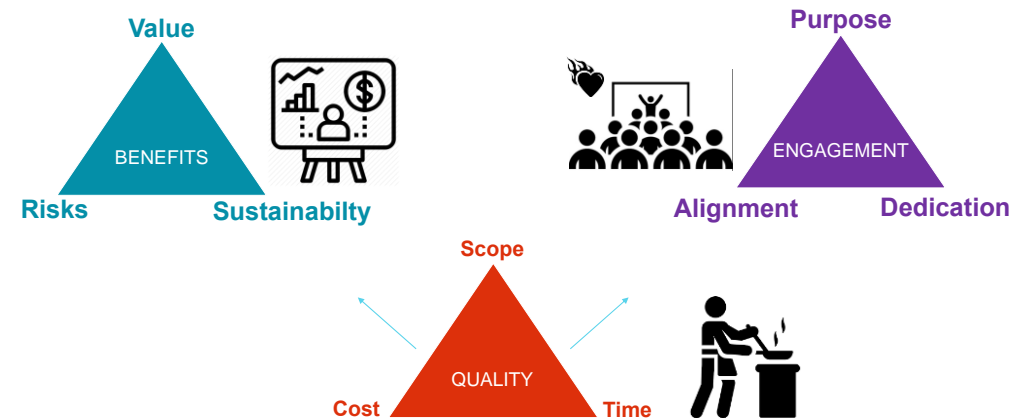 Value
BENEFITS
Risks
Sustainabilty
Purpose
ENGAGEMENT
Alignment
Dedication
Scope
QUALITY
Cost
Time
$